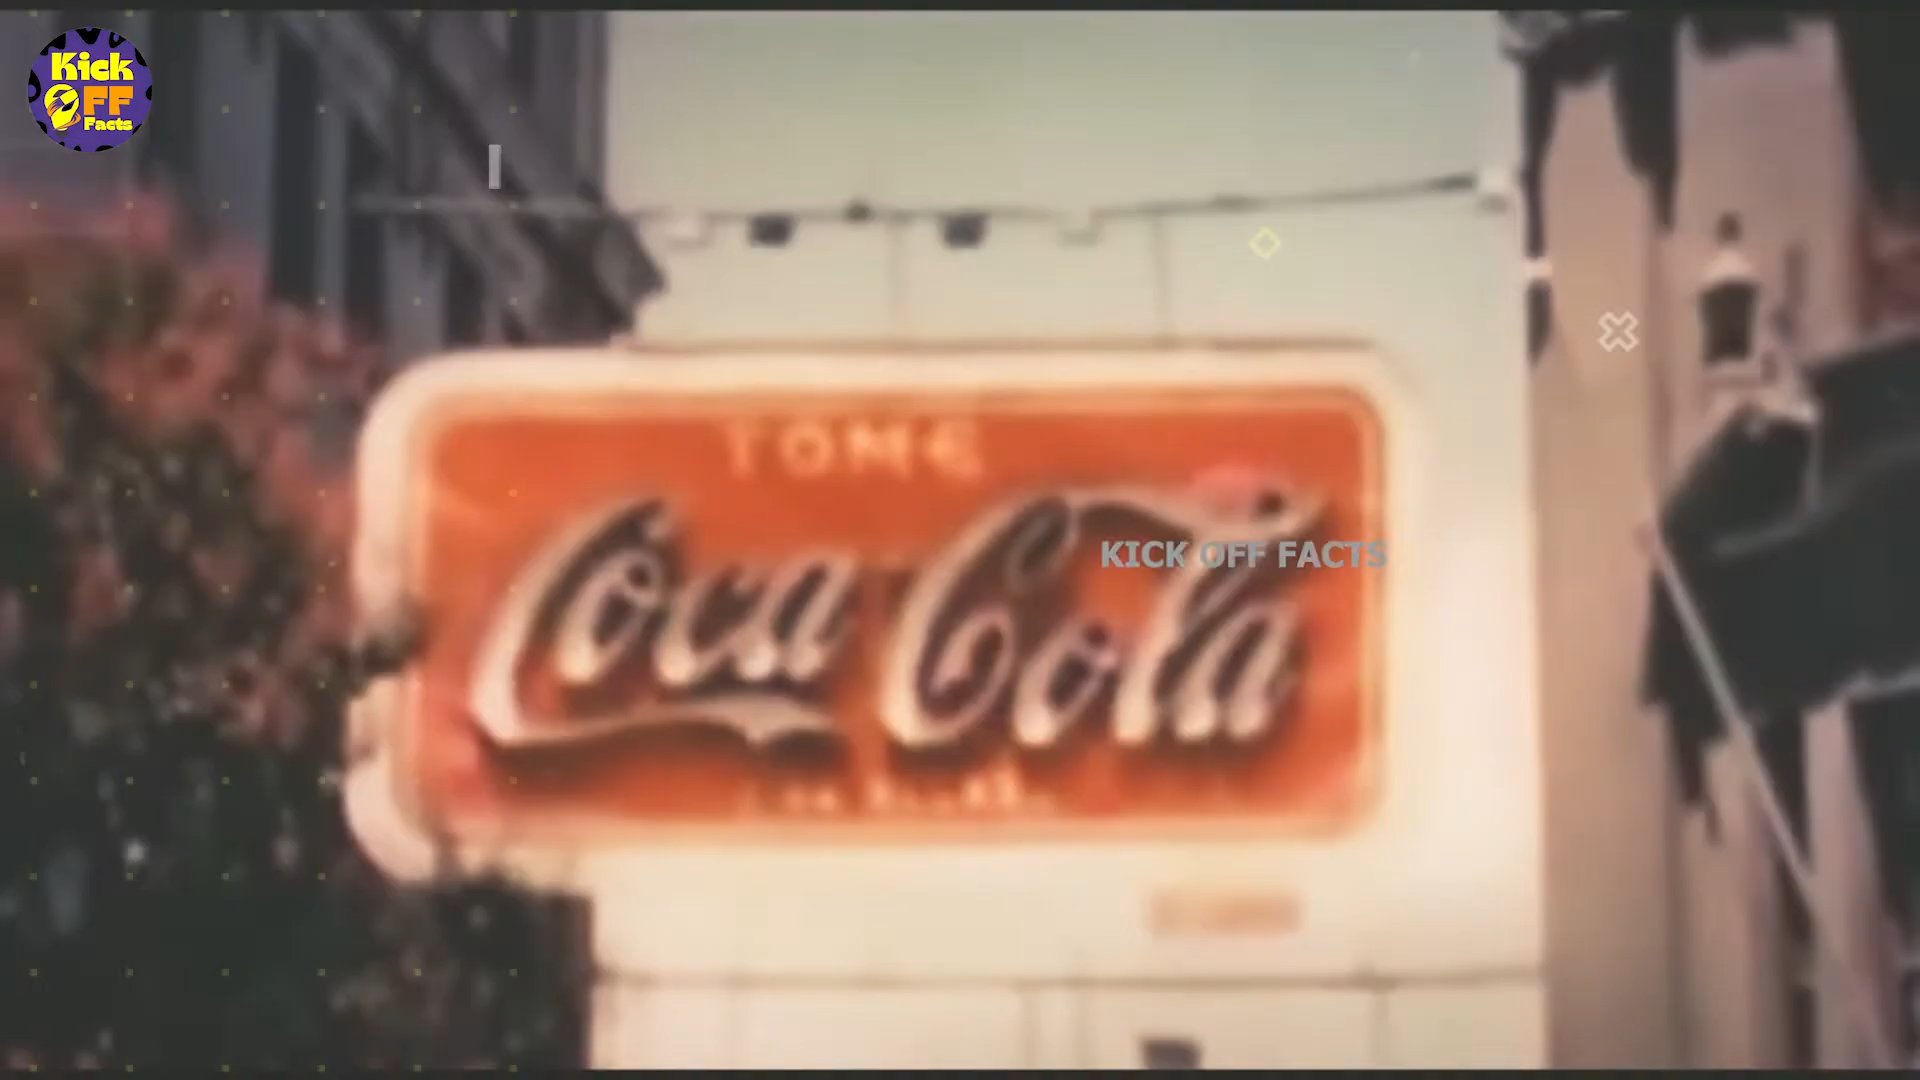 Kick
OFF
Facts
TOME
Coca Cola
KICK OFF FACTS